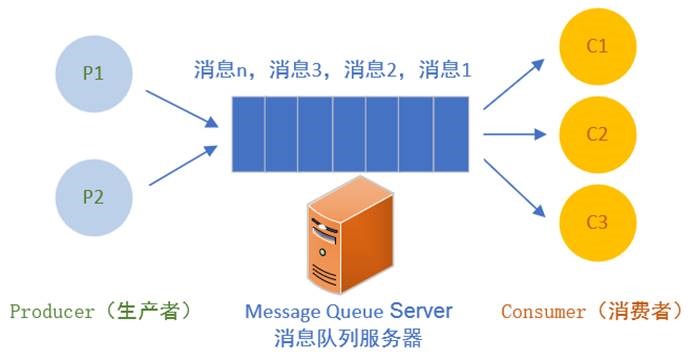 P1
P2
消息n，消息3，消息2，消息1
C1
C2
C3
Producer（生产者）
Message Queue Server
消息队列服务器
Consumer（消费者）